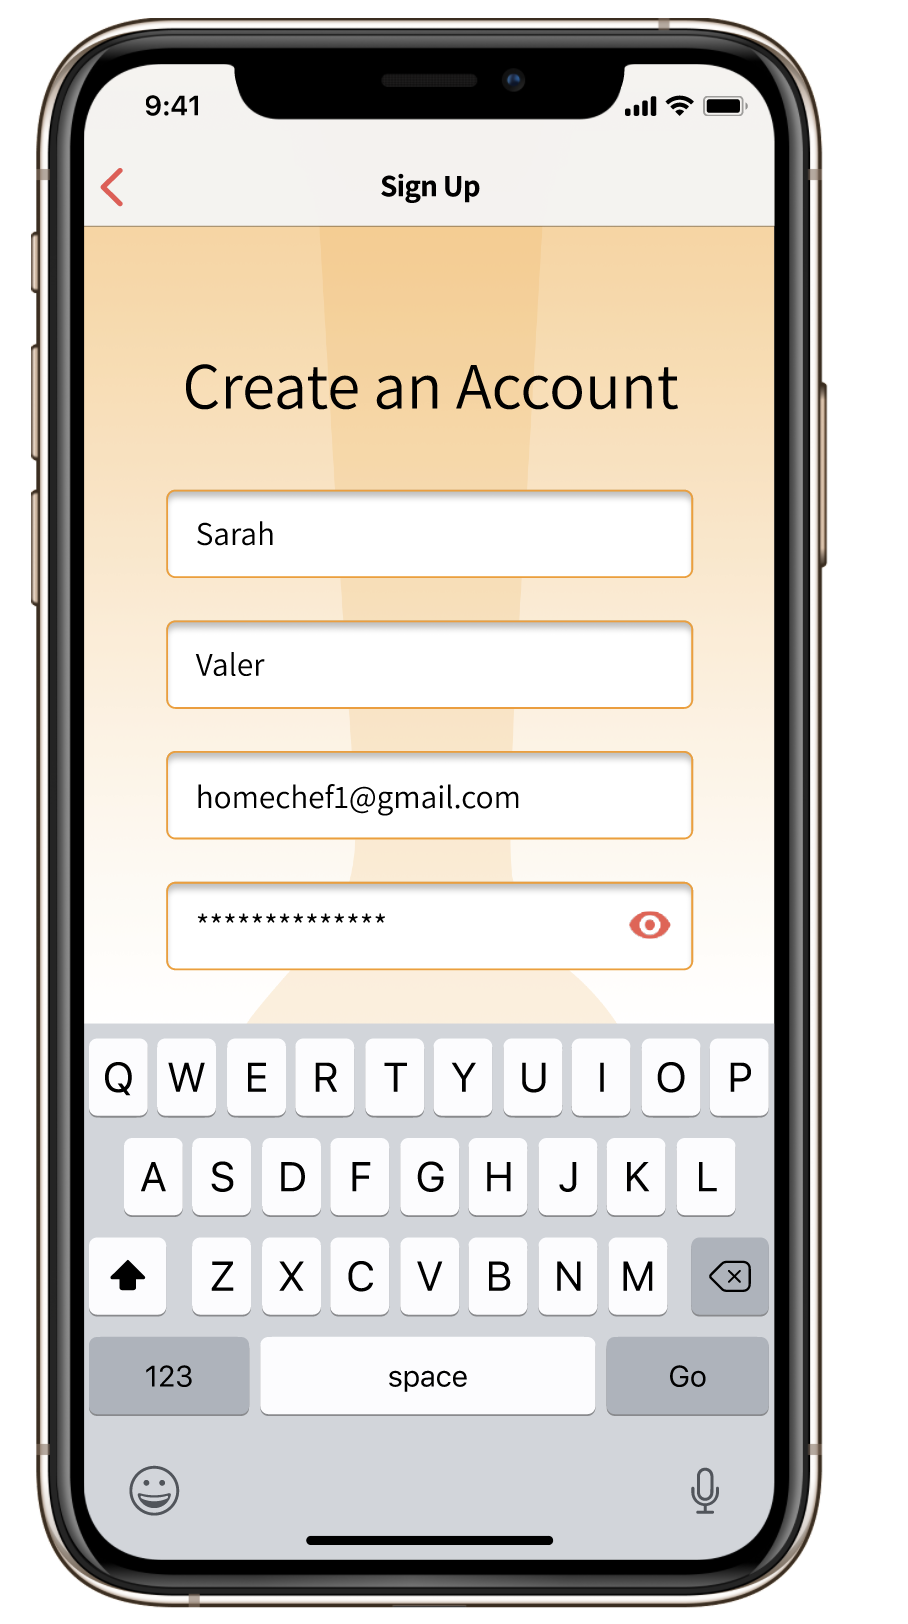 9:41
Sign Up
Create an Account
Sarah
Valer
homechef1@gmail.com
**************
Q W E R T Y U I O P
A S D F G H J K L
Z X C V B N M
123 space Go